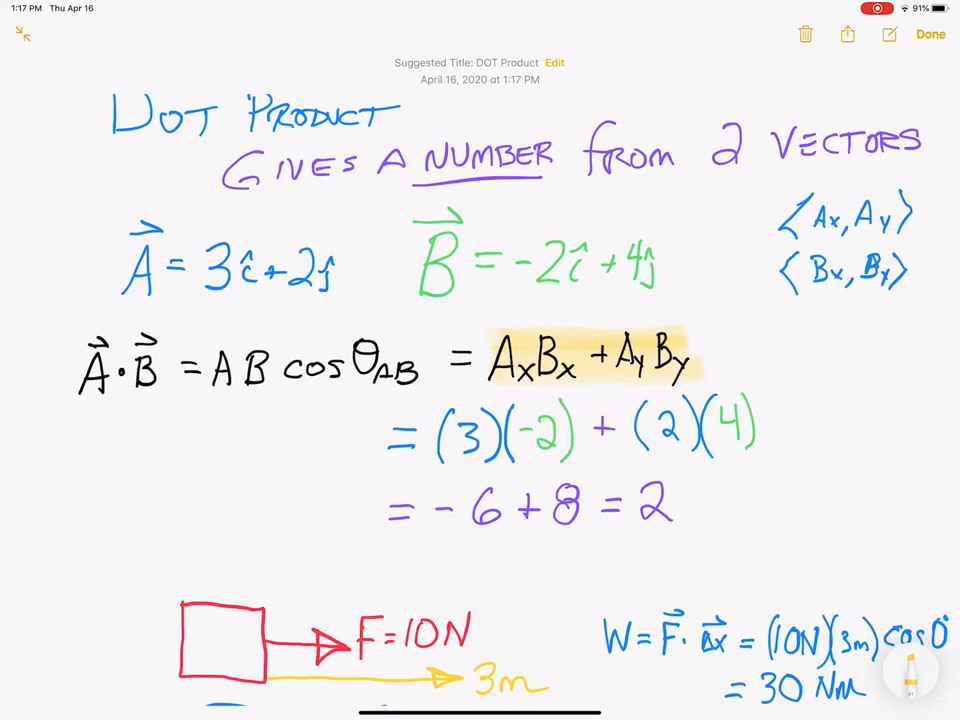 1:17 PM Thu Apr 16 91%
Done
Suggested Title: DOT Product Edit
April 16, 2020 at 1:17 PM
DOT PRODUCT
GIVES A NUMBER from 2 VECTORS
⟨Ax, Ay⟩
A⃗ = 3î + 2ĵ B⃗ = -2î + 4ĵ
⟨Bx, By⟩
A⃗ · B⃗ = AB cos θAB = AxBx + AyBy
= (3)(-2) + (2)(4)
= -6 + 8 = 2
F = 10N
3m
W = F⃗ · Δx⃗ = (10N)(3m) cos 0°
= 30 Nm